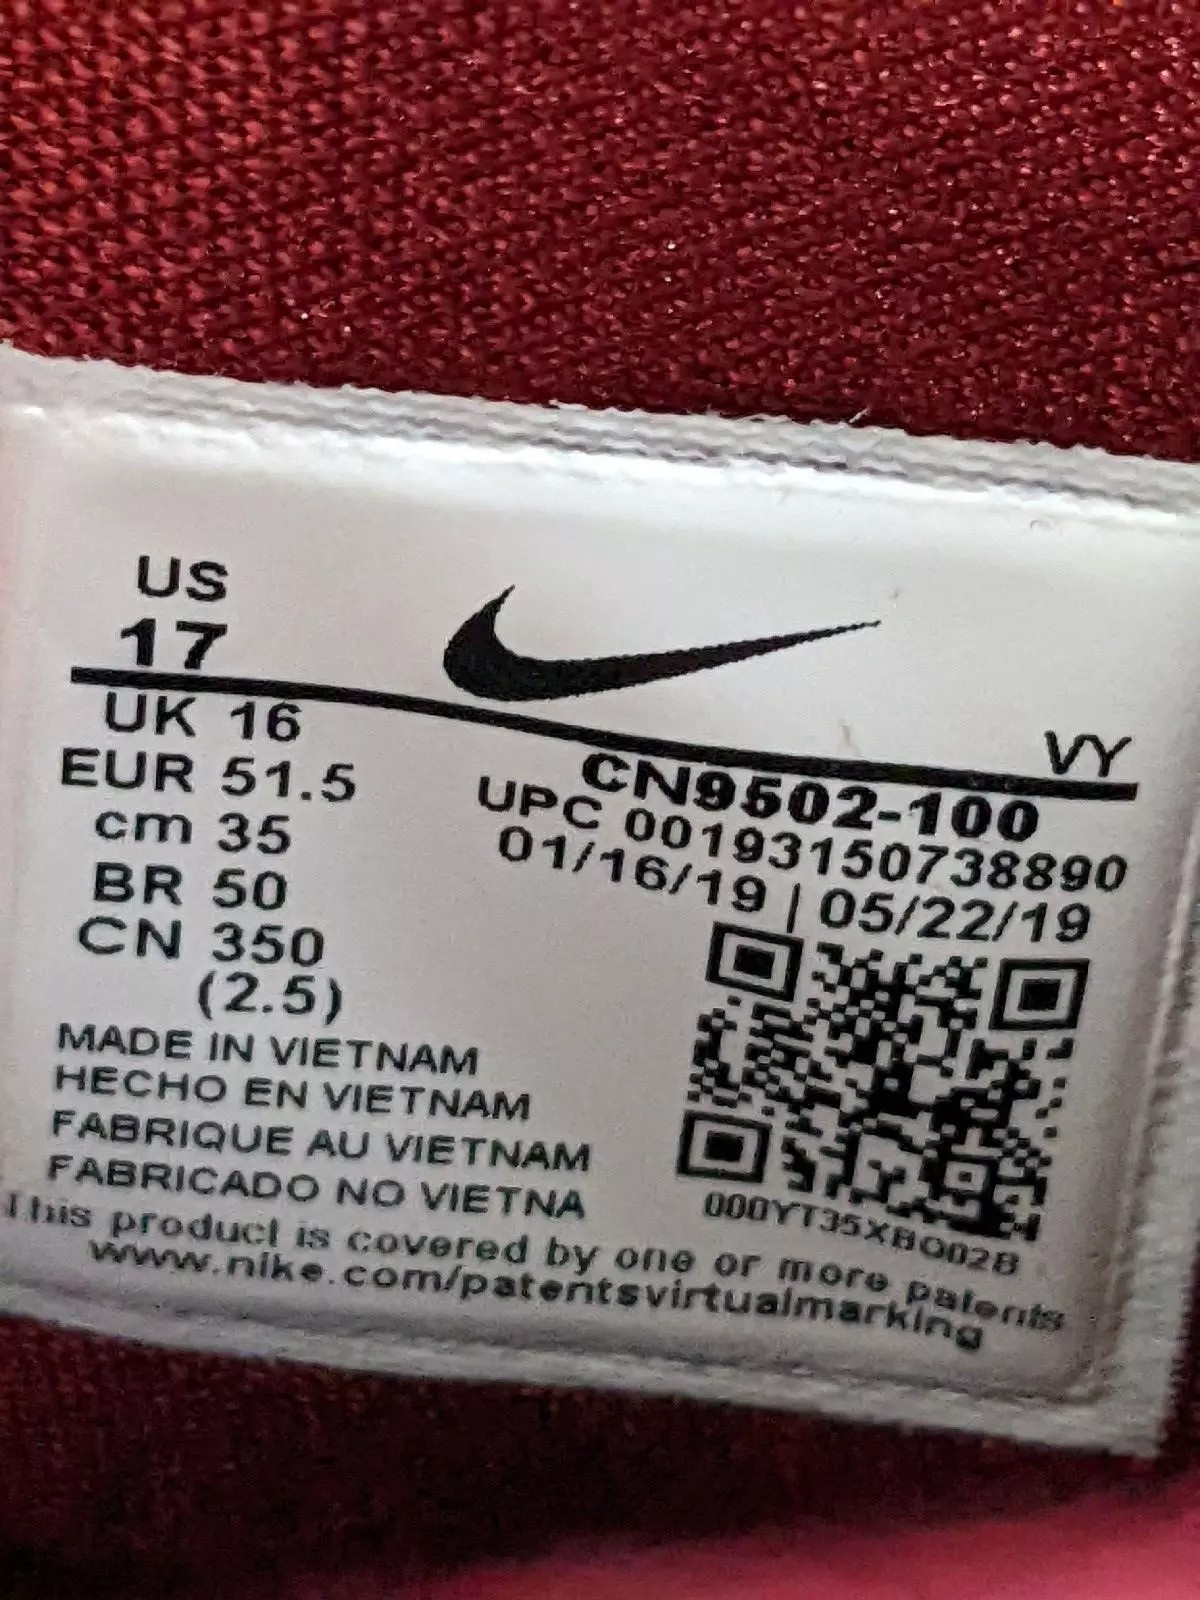 US
17
UK 16
EUR 51.5
cm 35
BR 50
CN 350
(2.5)
VY
CN9502-100
UPC 00193150738890
01/16/19 | 05/22/19
MADE IN VIETNAM
HECHO EN VIETNAM
FABRIQUE AU VIETNAM
FABRICADO NO VIETNA
000YT35XBO02B
This product is covered by one or more patents
www.nike.com/patentsvirtualmarking